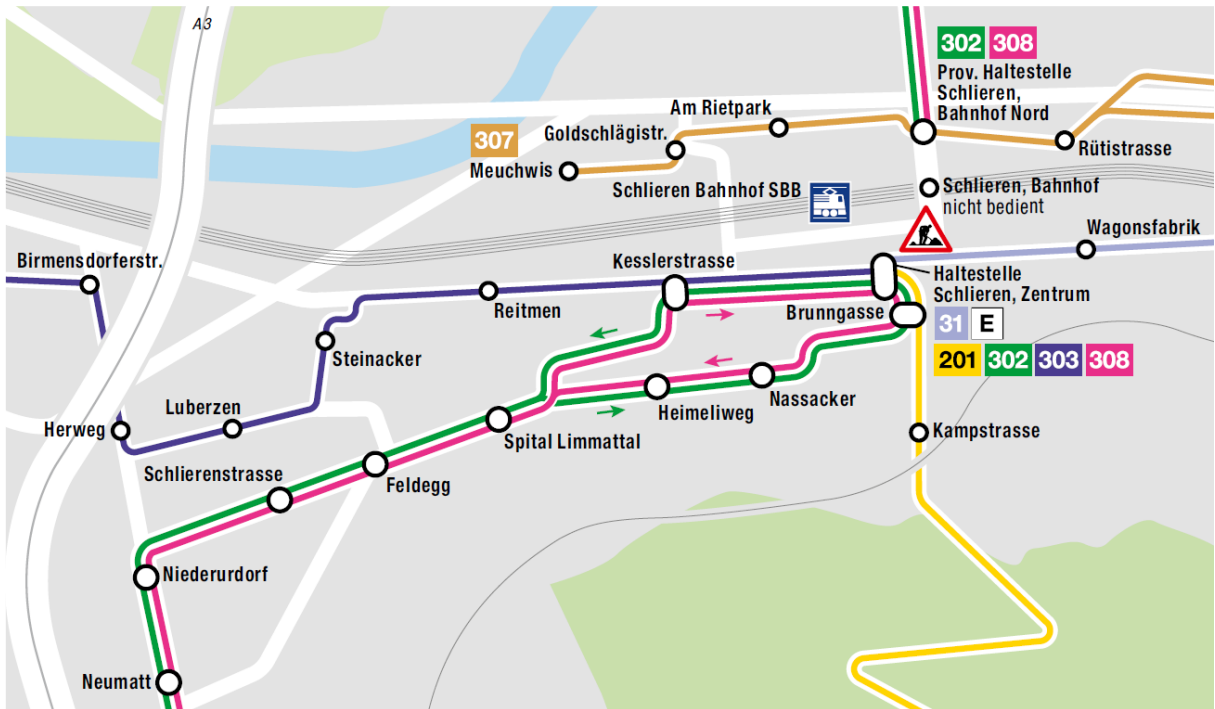 A3
302 308
Prov. Haltestelle
Schlieren,
Bahnhof Nord
Am Rietpark
307
Goldschlägistr.
Meuchwis
Rütistrasse
Schlieren Bahnhof SBB
Schlieren, Bahnhof
nicht bedient
Wagonsfabrik
Birmensdorferstr.
Kesslerstrasse
Haltestelle
Schlieren, Zentrum
Reitmen
Brunngasse
31 E
201 302 303 308
Steinacker
Luberzen
Nassacker
Heimeliweg
Herweg
Spital Limmattal
Kampstrasse
Schlierenstrasse
Feldegg
Niederurdorf
Neumatt